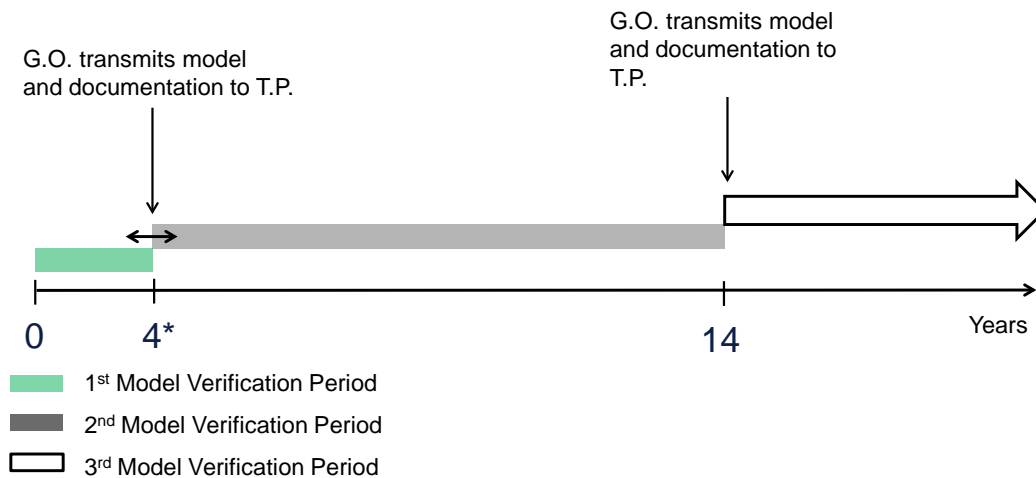 G.O. transmits model
and documentation to T.P.
G.O. transmits model
and documentation to
T.P.
0
4*
14
Years
1st Model Verification Period
2nd Model Verification Period
3rd Model Verification Period